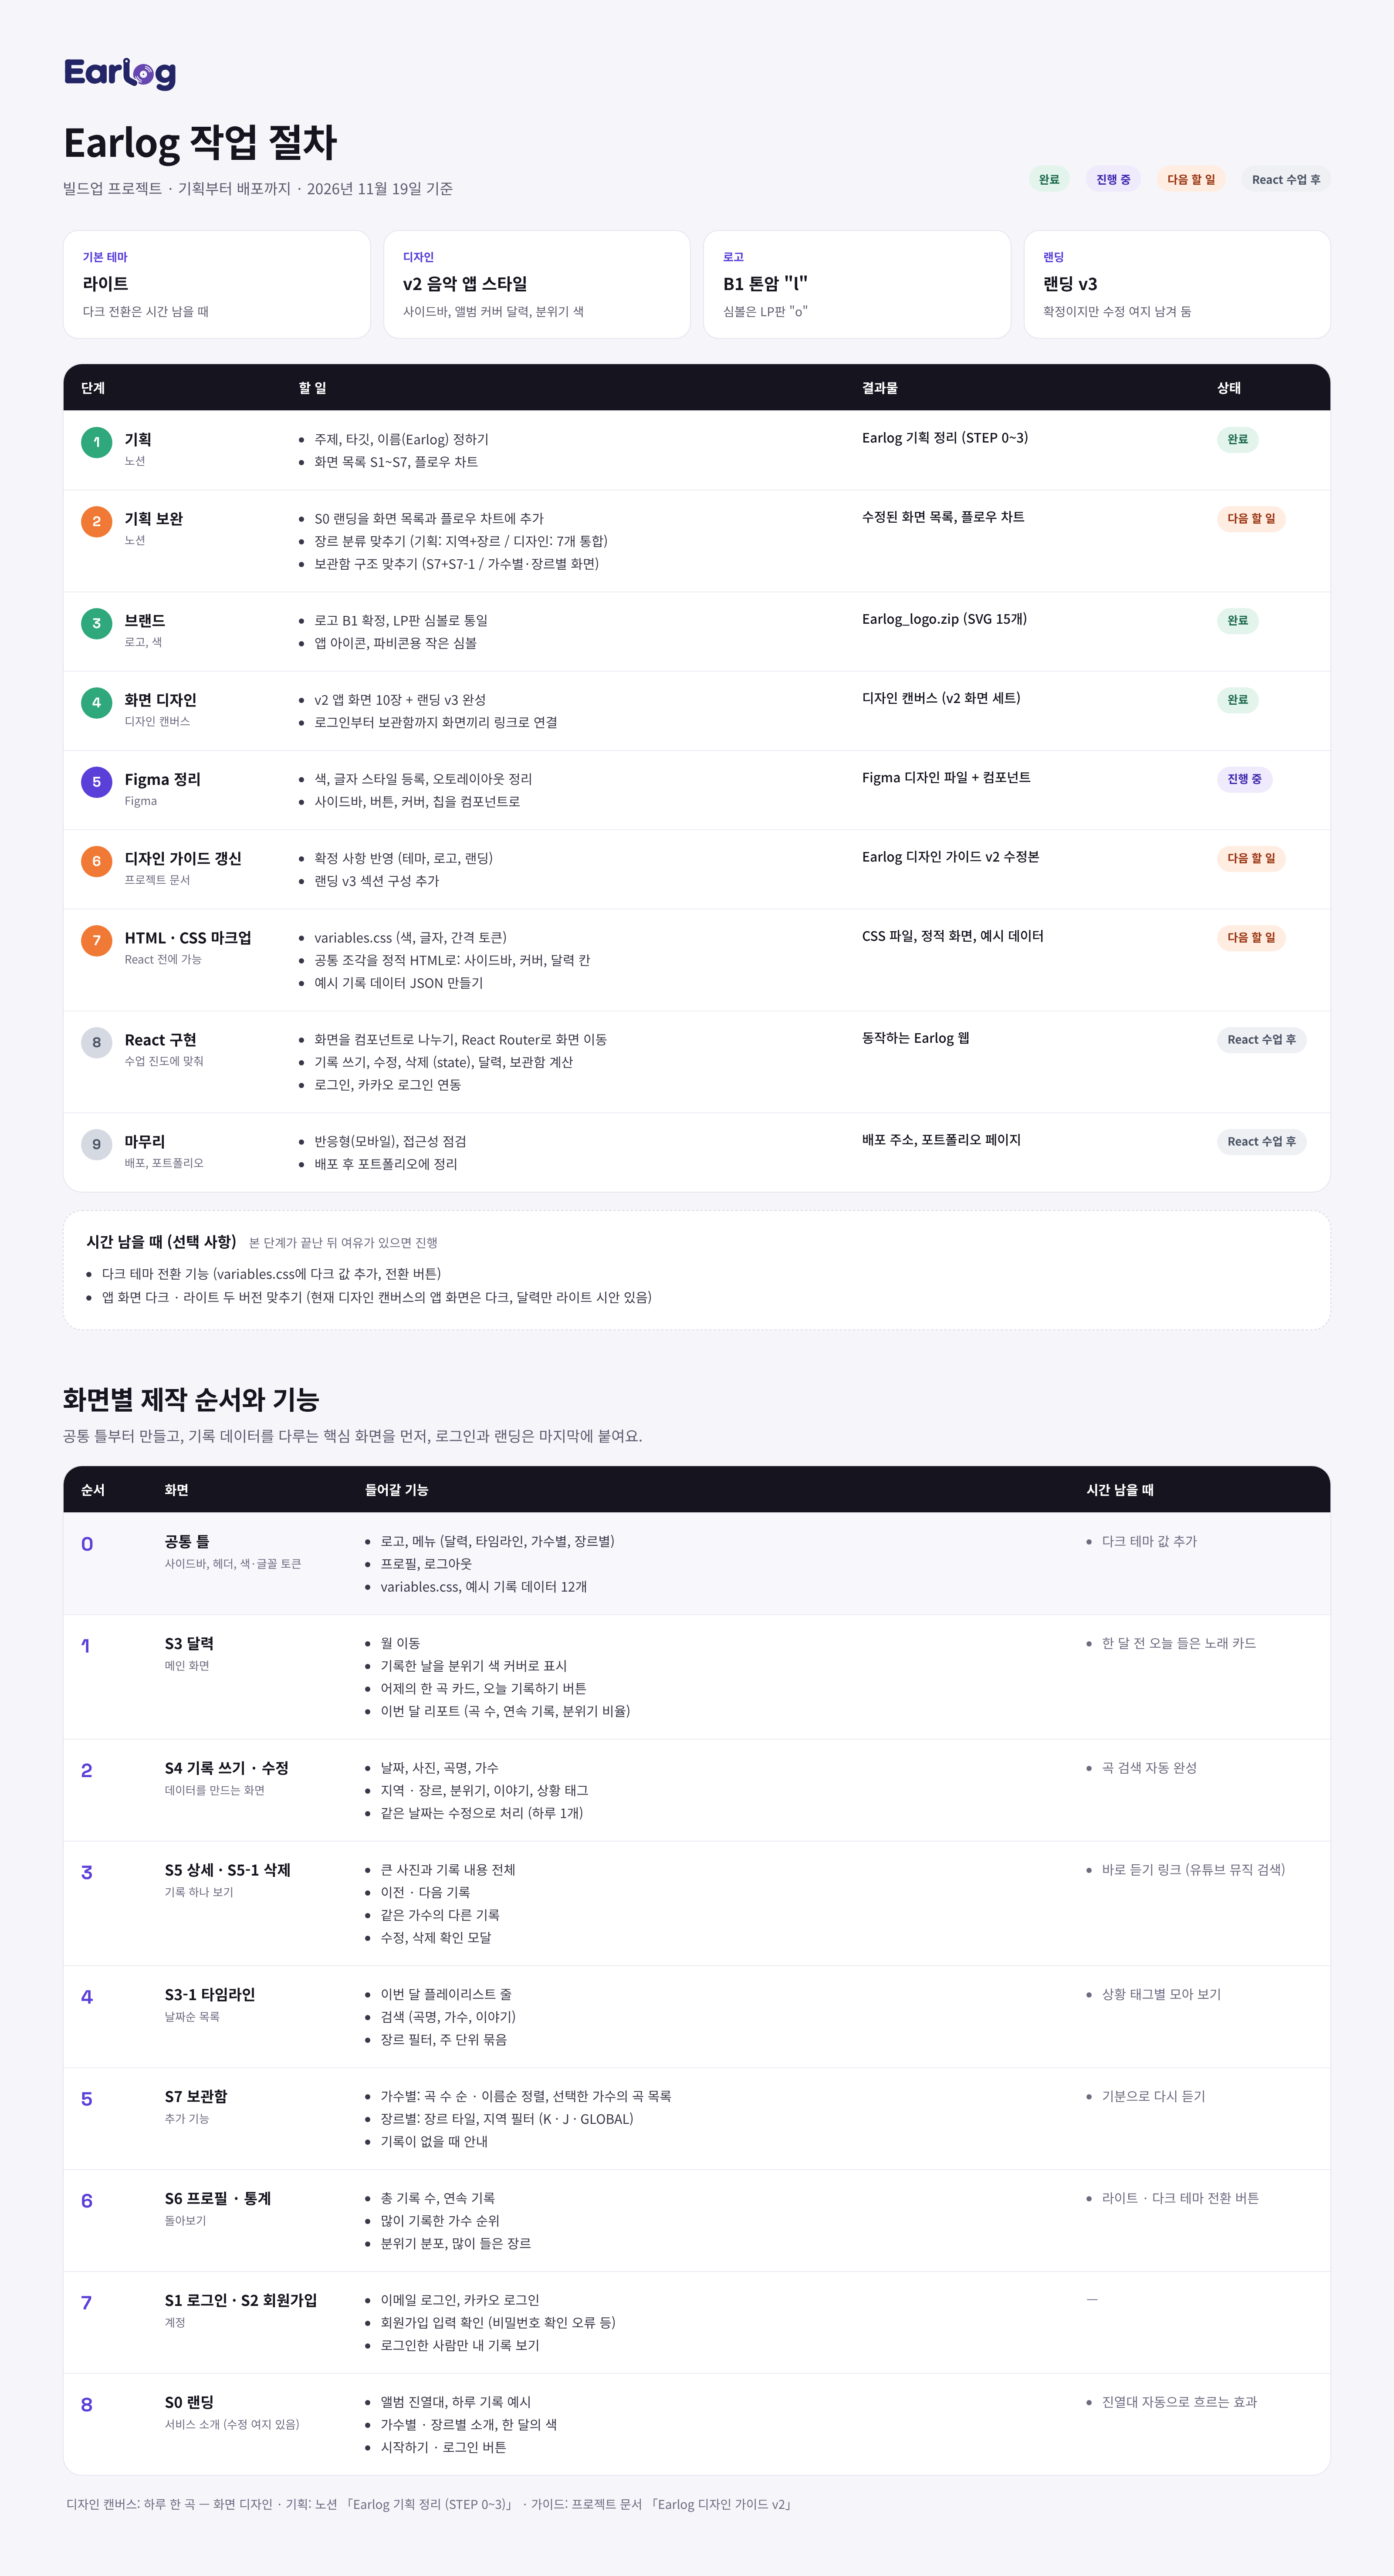 Earlog
Earlog 작업 절차
빌드업 프로젝트 · 기획부터 배포까지 · 2026년 11월 19일 기준
완료 진행 중 다음 할 일 React 수업 후
기본 테마
라이트
다크 전환은 시간 남을 때
디자인
v2 음악 앱 스타일
사이드바, 앨범 커버 달력, 분위기 색
로고
B1 톤암 "l"
심볼은 LP판 "o"
랜딩
랜딩 v3
확정이지만 수정 여지 남겨 둠
단계 할 일 결과물 상태
1 기획
노션
주제, 타깃, 이름(Earlog) 정하기
화면 목록 S1~S7, 플로우 차트
Earlog 기획 정리 (STEP 0~3)
완료
2 기획 보완
노션
S0 랜딩을 화면 목록과 플로우 차트에 추가
장르 분류 맞추기 (기획: 지역+장르 / 디자인: 7개 통합)
보관함 구조 맞추기 (S7+S7-1 / 가수별·장르별 화면)
수정된 화면 목록, 플로우 차트
다음 할 일
3 브랜드
로고, 색
로고 B1 확정, LP판 심볼로 통일
앱 아이콘, 파비콘용 작은 심볼
Earlog_logo.zip (SVG 15개)
완료
4 화면 디자인
디자인 캔버스
v2 앱 화면 10장 + 랜딩 v3 완성
로그인부터 보관함까지 화면끼리 링크로 연결
디자인 캔버스 (v2 화면 세트)
완료
5 Figma 정리
Figma
색, 글자 스타일 등록, 오토레이아웃 정리
사이드바, 버튼, 커버, 칩을 컴포넌트로
Figma 디자인 파일 + 컴포넌트
진행 중
6 디자인 가이드 갱신
프로젝트 문서
확정 사항 반영 (테마, 로고, 랜딩)
랜딩 v3 섹션 구성 추가
Earlog 디자인 가이드 v2 수정본
다음 할 일
7 HTML · CSS 마크업
React 전에 가능
variables.css (색, 글자, 간격 토큰)
공통 조각을 정적 HTML로: 사이드바, 커버, 달력 칸
예시 기록 데이터 JSON 만들기
CSS 파일, 정적 화면, 예시 데이터
다음 할 일
8 React 구현
수업 진도에 맞춰
화면을 컴포넌트로 나누기, React Router로 화면 이동
기록 쓰기, 수정, 삭제 (state), 달력, 보관함 계산
로그인, 카카오 로그인 연동
동작하는 Earlog 웹
React 수업 후
9 마무리
배포, 포트폴리오
반응형(모바일), 접근성 점검
배포 후 포트폴리오에 정리
배포 주소, 포트폴리오 페이지
React 수업 후
시간 남을 때 (선택 사항) 본 단계가 끝난 뒤 여유가 있으면 진행
다크 테마 전환 기능 (variables.css에 다크 값 추가, 전환 버튼)
앱 화면 다크 · 라이트 두 버전 맞추기 (현재 디자인 캔버스의 앱 화면은 다크, 달력만 라이트 시안 있음)
화면별 제작 순서와 기능
공통 틀부터 만들고, 기록 데이터를 다루는 핵심 화면을 먼저, 로그인과 랜딩은 마지막에 붙여요.
순서 화면 들어갈 기능 시간 남을 때
0 공통 틀
사이드바, 헤더, 색·글꼴 토큰
로고, 메뉴 (달력, 타임라인, 가수별, 장르별)
프로필, 로그아웃
variables.css, 예시 기록 데이터 12개
다크 테마 값 추가
1 S3 달력
메인 화면
월 이동
기록한 날을 분위기 색 커버로 표시
어제의 한 곡 카드, 오늘 기록하기 버튼
이번 달 리포트 (곡 수, 연속 기록, 분위기 비율)
한 달 전 오늘 들은 노래 카드
2 S4 기록 쓰기 · 수정
데이터를 만드는 화면
날짜, 사진, 곡명, 가수
지역 · 장르, 분위기, 이야기, 상황 태그
같은 날짜는 수정으로 처리 (하루 1개)
곡 검색 자동 완성
3 S5 상세 · S5-1 삭제
기록 하나 보기
큰 사진과 기록 내용 전체
이전 · 다음 기록
같은 가수의 다른 기록
수정, 삭제 확인 모달
바로 듣기 링크 (유튜브 뮤직 검색)
4 S3-1 타임라인
날짜순 목록
이번 달 플레이리스트 줄
검색 (곡명, 가수, 이야기)
장르 필터, 주 단위 묶음
상황 태그별 모아 보기
5 S7 보관함
추가 기능
가수별: 곡 수 순 · 이름순 정렬, 선택한 가수의 곡 목록
장르별: 장르 타일, 지역 필터 (K · J · GLOBAL)
기록이 없을 때 안내
기분으로 다시 듣기
6 S6 프로필 · 통계
돌아보기
총 기록 수, 연속 기록
많이 기록한 가수 순위
분위기 분포, 많이 들은 장르
라이트 · 다크 테마 전환 버튼
7 S1 로그인 · S2 회원가입
계정
이메일 로그인, 카카오 로그인
회원가입 입력 확인 (비밀번호 확인 오류 등)
로그인한 사람만 내 기록 보기
—
8 S0 랜딩
서비스 소개 (수정 여지 있음)
앨범 진열대, 하루 기록 예시
가수별 · 장르별 소개, 한 달의 색
시작하기 · 로그인 버튼
진열대 자동으로 흐르는 효과
디자인 캔버스: 하루 한 곡 — 화면 디자인 · 기획: 노션 「Earlog 기획 정리 (STEP 0~3)」 · 가이드: 프로젝트 문서 「Earlog 디자인 가이드 v2」